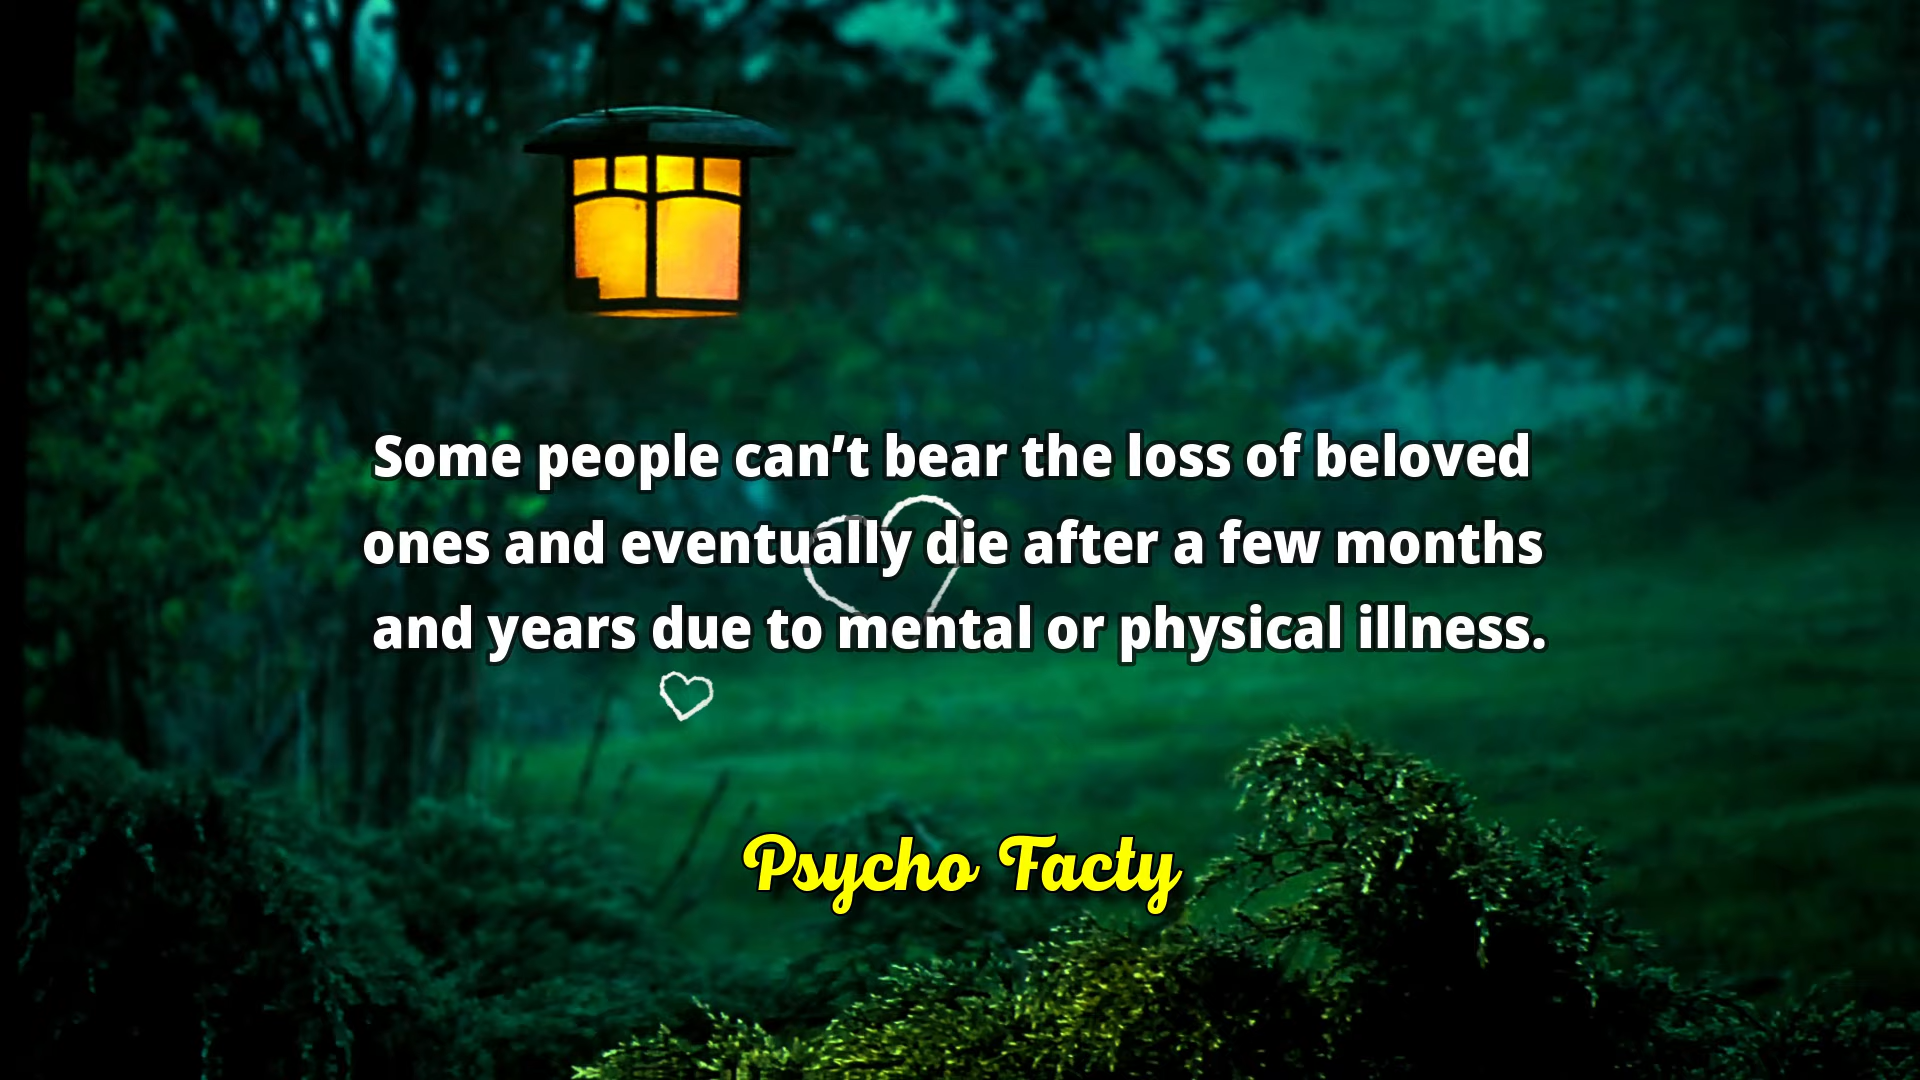 Some people can’t bear the loss of beloved
ones and eventually die after a few months
and years due to mental or physical illness.
Psycho Facty